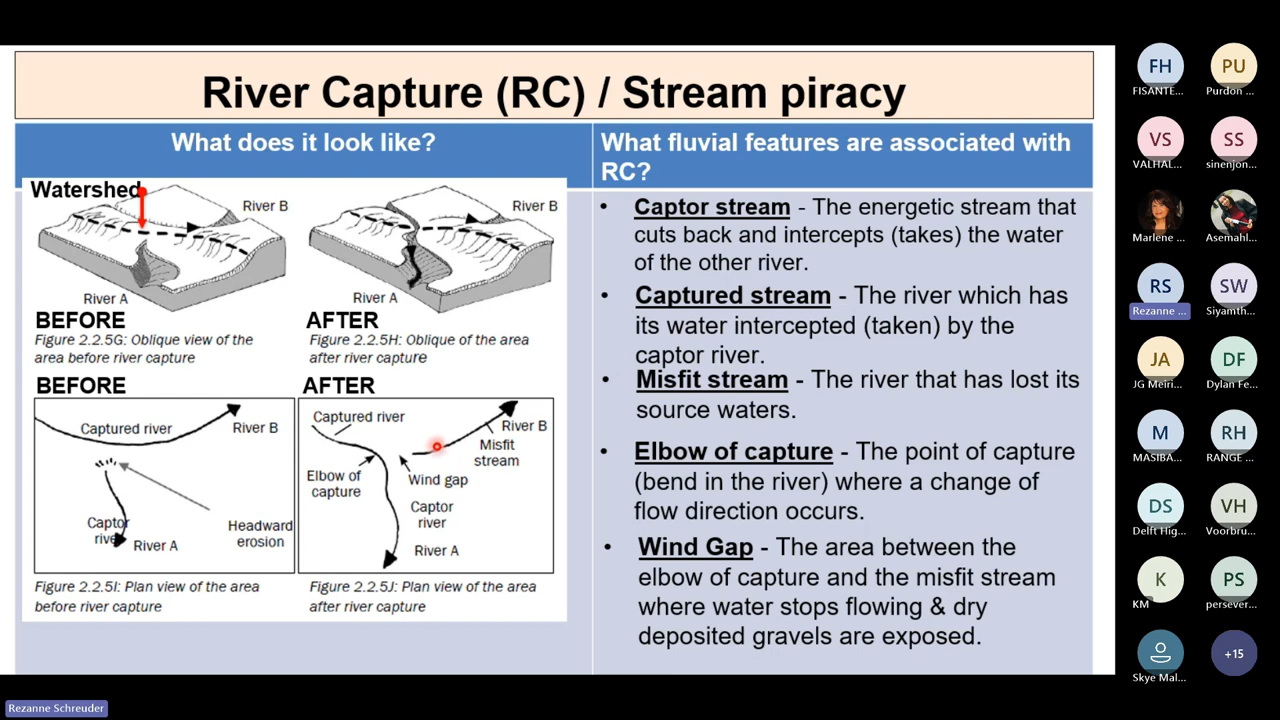 River Capture (RC) / Stream piracy
What does it look like?
What fluvial features are associated with
RC?
Watershed
River B
River A
BEFORE
Figure 2.2.5G: Oblique view of the
area before river capture
River B
River A
AFTER
Figure 2.2.5H: Oblique of the area
after river capture
BEFORE
Captured river
River B
Captor
river
River A
Headward
erosion
Figure 2.2.5I: Plan view of the area
before river capture
AFTER
Captured river
River B
Misfit
stream
Elbow of
capture
Wind gap
Captor
river
River A
Figure 2.2.5J: Plan view of the area
after river capture
• Captor stream - The energetic stream that
cuts back and intercepts (takes) the water
of the other river.
• Captured stream - The river which has
its water intercepted (taken) by the
captor river.
• Misfit stream - The river that has lost its
source waters.
• Elbow of capture - The point of capture
(bend in the river) where a change of
flow direction occurs.
• Wind Gap - The area between the
elbow of capture and the misfit stream
where water stops flowing & dry
deposited gravels are exposed.
FH
FISANTE...
PU
Purdon ...
VS
VALHAL...
SS
sinenjon...
Marlene ...
Asemahl...
RS
Rezanne ...
SW
Siyamth...
JA
JG Meiri...
DF
Dylan Fe...
M
MASIBA...
RH
RANGE ...
DS
Delft Hig...
VH
Voorbru...
K
KM
PS
persever...
Skye Mal...
+15
Rezanne Schreuder